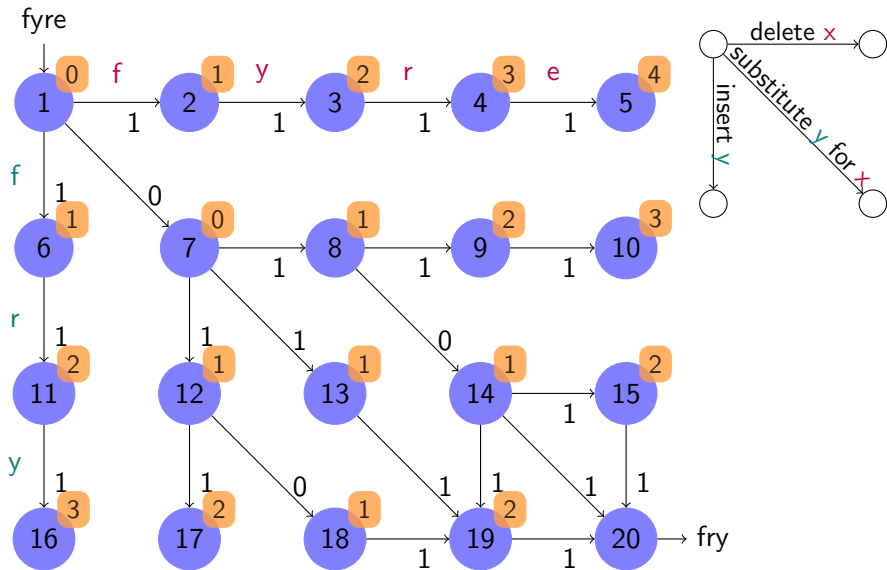 fyre
0 1 2 3 4
f y r e
1 2 3 4 5
1 1 1 1
delete x
insert y
substitute y for x
f 1 0
1 0 1 2 3
6 7 8 9 10
1 1 1
r 1 1 1 0
2 1 1 1 2
11 12 13 14 15
1
y 1 1 0 1 1 1 1
3 2 1 2
16 17 18 19 20
1 1
fry